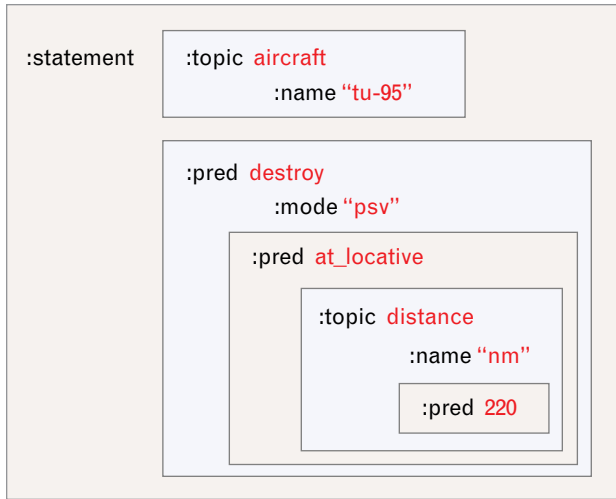 :statement :topic aircraft
:name “tu-95”
:pred destroy
:mode “psv”
:pred at_locative
:topic distance
:name “nm”
:pred 220